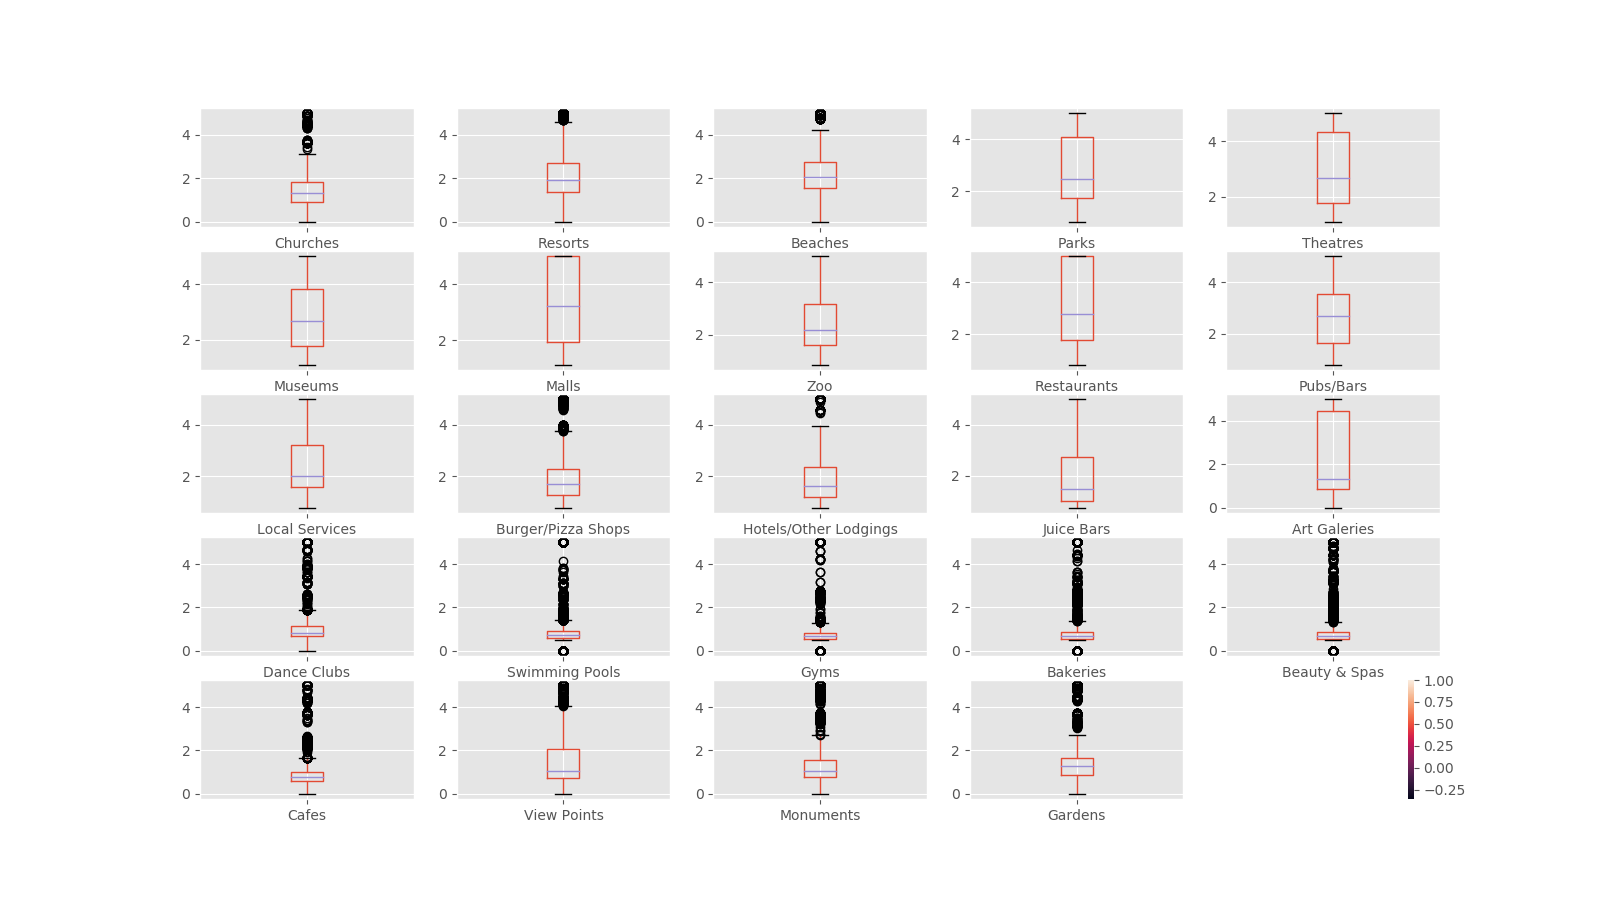 4 4 4 4 4
2 2 2 2 2
0 0 0
Churches Resorts Beaches Parks Theatres
4 4 4 4 4
2 2 2 2 2
Museums Malls Zoo Restaurants Pubs/Bars
4 4 4 4 4
2 2 2 2 2
0
Local Services Burger/Pizza Shops Hotels/Other Lodgings Juice Bars Art Galeries
4 4 4 4 4
2 2 2 2 2
0 0 0 0 0
Dance Clubs Swimming Pools Gyms Bakeries Beauty & Spas
1.00
0.75
4 4 4 4
0.50
2 2 2 2
0.25
0.00
−0.25
0 0 0 0
Cafes View Points Monuments Gardens